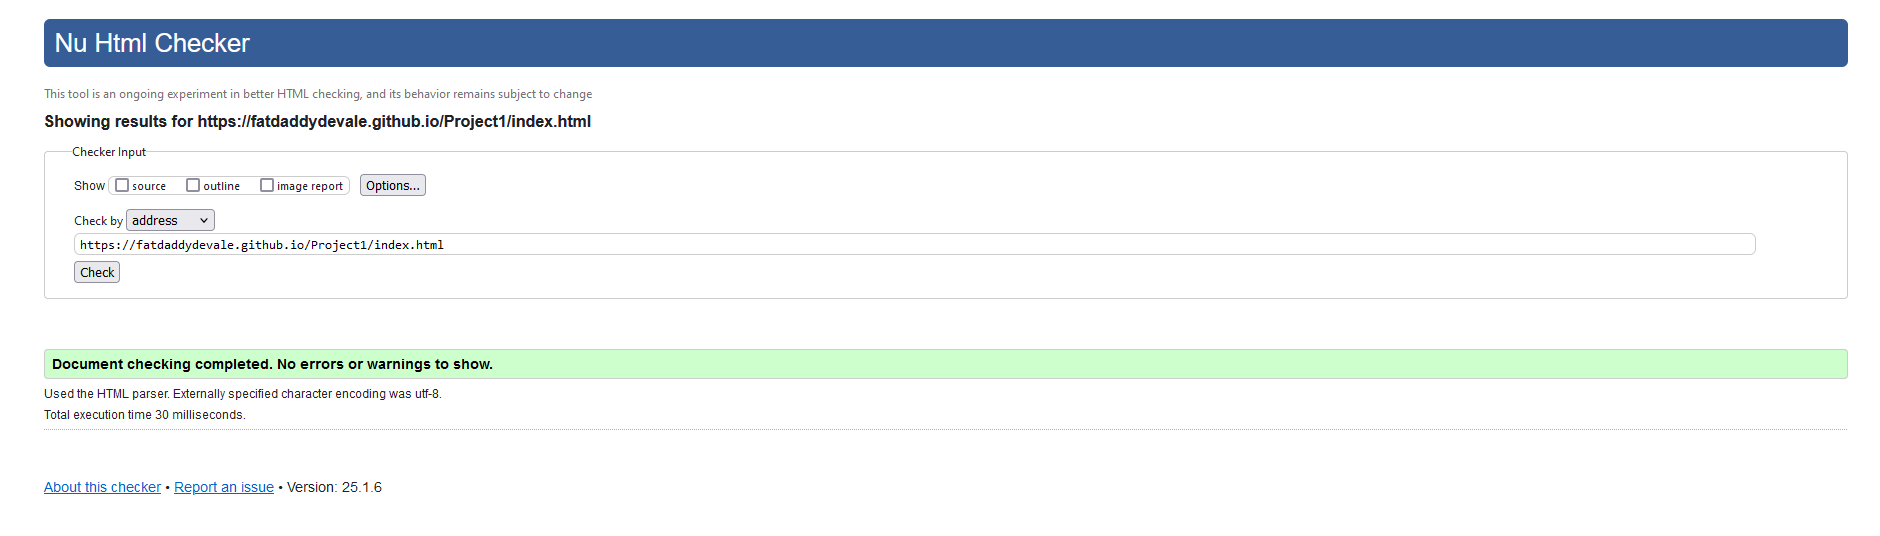 Nu Html Checker
This tool is an ongoing experiment in better HTML checking, and its behavior remains subject to change
Showing results for https://fatdaddydevale.github.io/Project1/index.html
Checker Input
Show source outline image report Options...
Check by address
https://fatdaddydevale.github.io/Project1/index.html
Check
Document checking completed. No errors or warnings to show.
Used the HTML parser. Externally specified character encoding was utf-8.
Total execution time 30 milliseconds.
About this checker • Report an issue • Version: 25.1.6